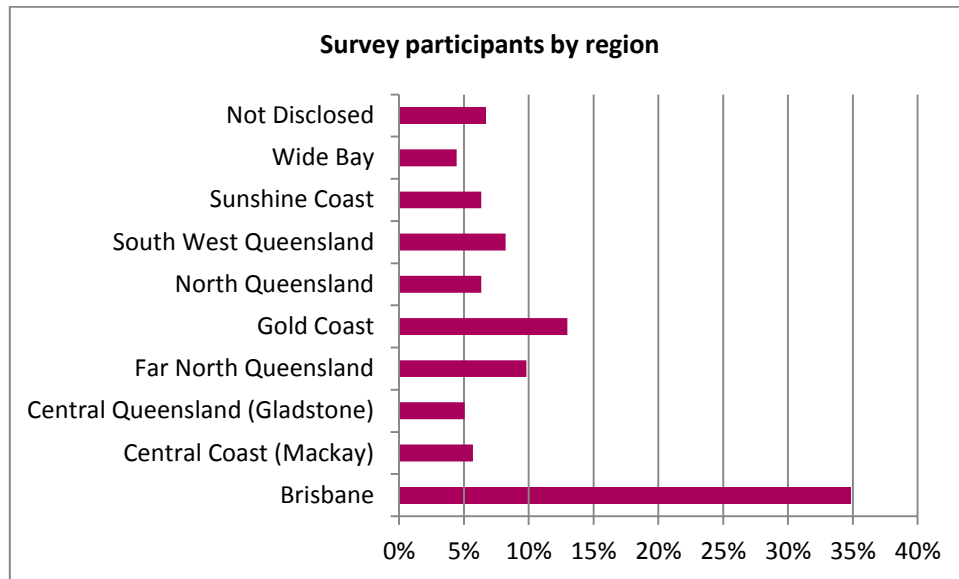 Survey participants by region
Not Disclosed
Wide Bay
Sunshine Coast
South West Queensland
North Queensland
Gold Coast
Far North Queensland
Central Queensland (Gladstone)
Central Coast (Mackay)
Brisbane
0% 5% 10% 15% 20% 25% 30% 35% 40%